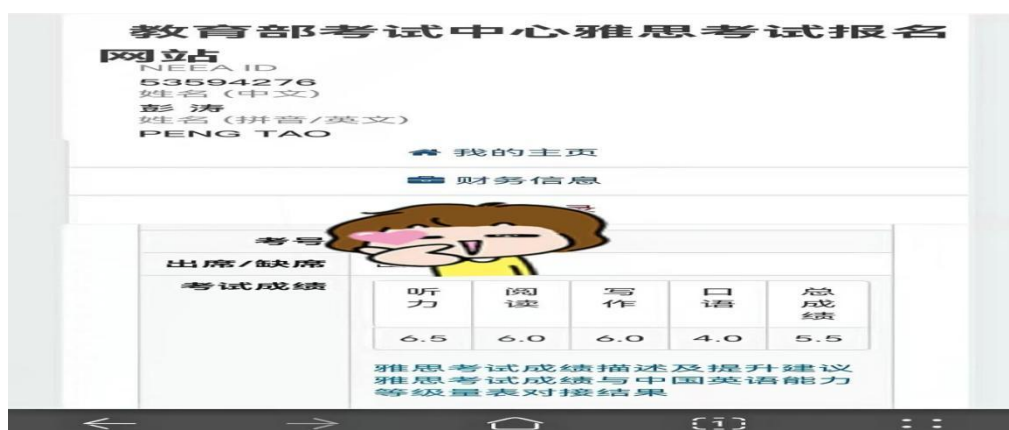 教育部考试中心雅思考试报名
网站
NEEA ID
53594276
姓名 (中文)
彭 涛
姓名 (拼音/英文)
PENG TAO
我的主页
财务信息
考号
出席/缺席
考试成绩
听力 阅读 写作 口语 总成绩
6.5 6.0 6.0 4.0 5.5
雅思考试成绩描述及提升建议
雅思考试成绩与中国英语能力
等级量表对接结果
1